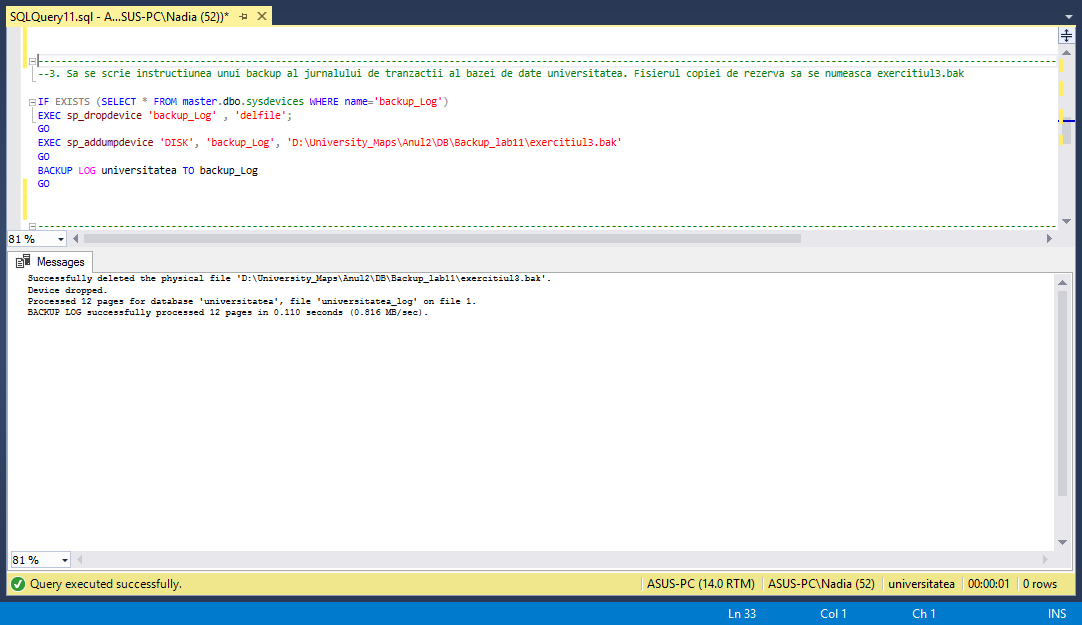 SQLQuery11.sql - A...SUS-PC\Nadia (52))*
------------------------------------------------------------------------------------------------------------------------------------------------------------
--3. Sa se scrie instructiunea unui backup al jurnalului de tranzactii al bazei de date universitatea. Fisierul copiei de rezerva sa se numeasca exercitiul3.bak
IF EXISTS (SELECT * FROM master.dbo.sysdevices WHERE name='backup_Log')
EXEC sp_dropdevice 'backup_Log' , 'delfile';
GO
EXEC sp_addumpdevice 'DISK', 'backup_Log', 'D:\University_Maps\Anul2\DB\Backup_lab11\exercitiul3.bak'
GO
BACKUP LOG universitatea TO backup_Log
GO
------------------------------------------------------------------------------------------------------------------------------------------------------------
81 %
Messages
Successfully deleted the physical file 'D:\University_Maps\Anul2\DB\Backup_lab11\exercitiul3.bak'.
Device dropped.
Processed 12 pages for database 'universitatea', file 'universitatea_log' on file 1.
BACKUP LOG successfully processed 12 pages in 0.110 seconds (0.816 MB/sec).
81 %
Query executed successfully. ASUS-PC (14.0 RTM) ASUS-PC\Nadia (52) universitatea 00:00:01 0 rows
Ln 33 Col 1 Ch 1 INS